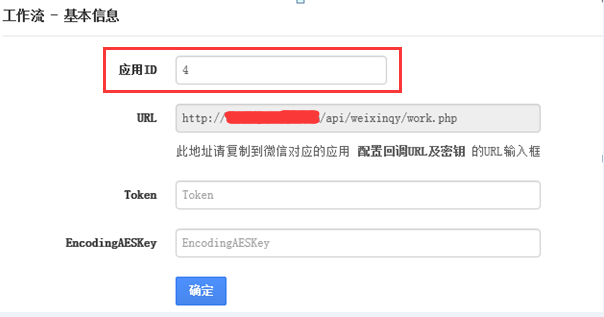 工作流 - 基本信息
应用ID 4
URL http:// /api/weixinqy/work.php
此地址请复制到微信对应的应用 配置回调URL及密钥 的URL输入框
Token Token
EncodingAESKey EncodingAESKey
确定